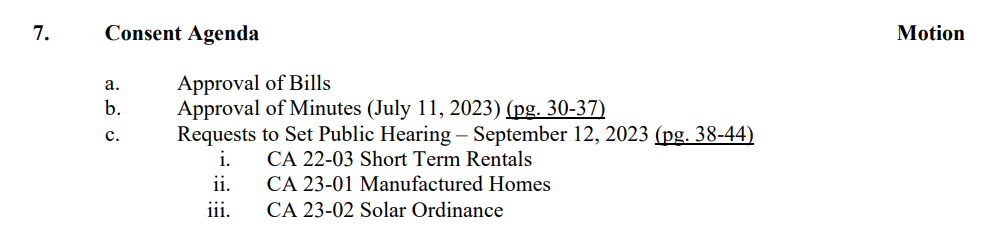 7. Consent Agenda Motion
a. Approval of Bills
b. Approval of Minutes (July 11, 2023) (pg. 30-37)
c. Requests to Set Public Hearing – September 12, 2023 (pg. 38-44)
i. CA 22-03 Short Term Rentals
ii. CA 23-01 Manufactured Homes
iii. CA 23-02 Solar Ordinance